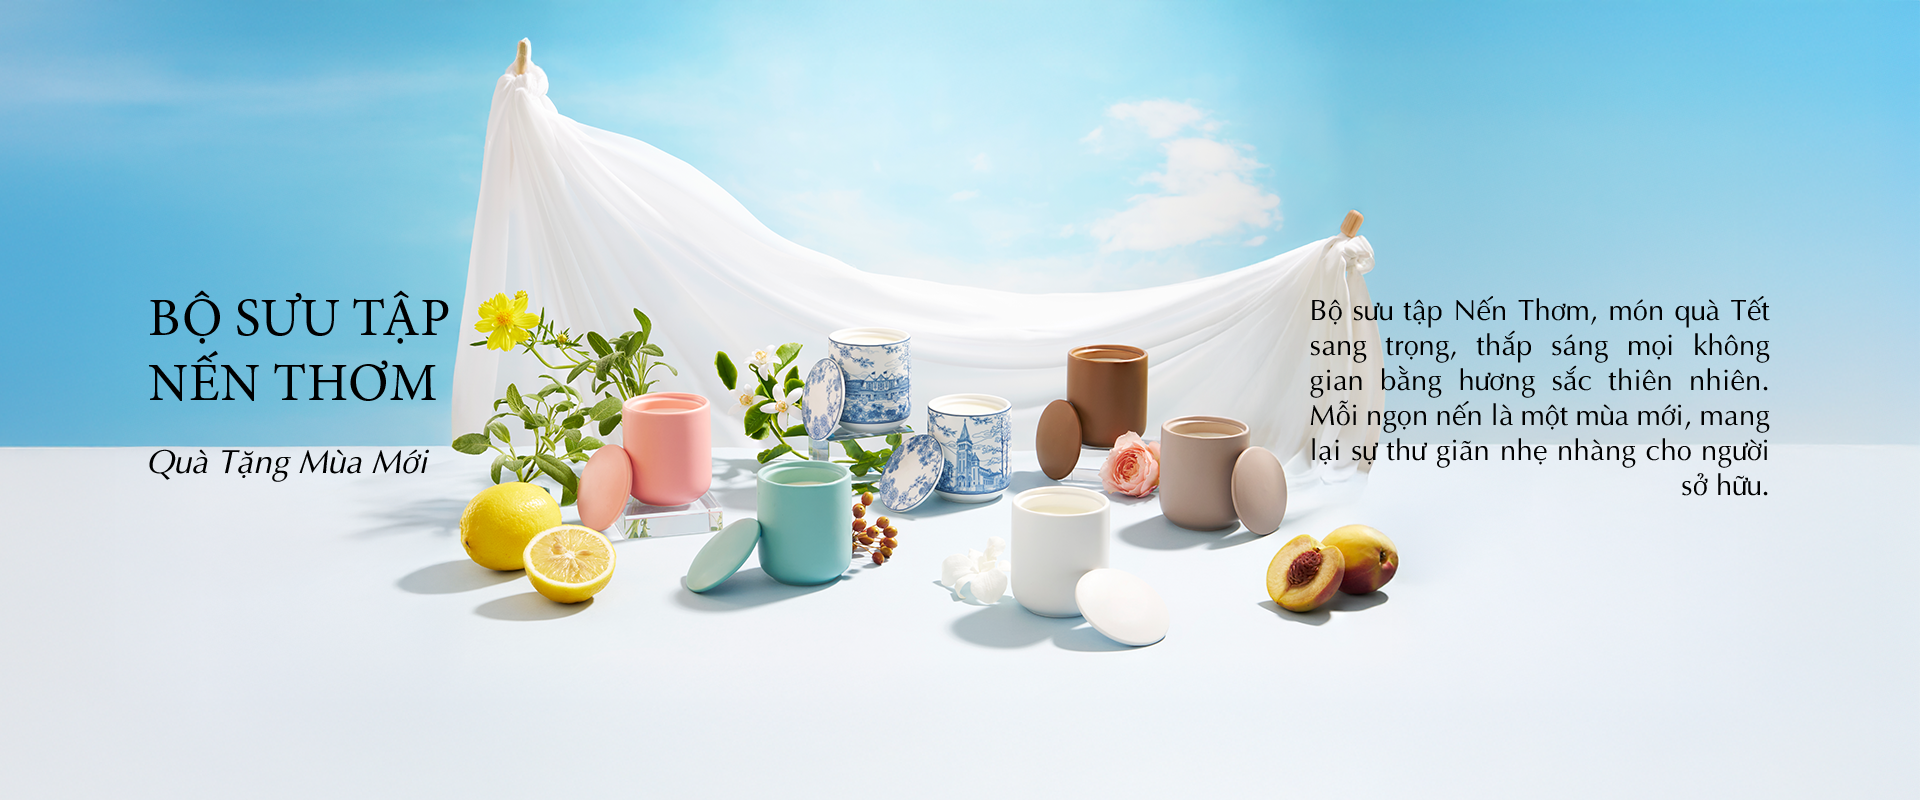 BỘ SƯU TẬP
NẾN THƠM
Quà Tặng Mùa Mới
Bộ sưu tập Nến Thơm, món quà Tết
sang trọng, thắp sáng mọi không
gian bằng hương sắc thiên nhiên.
Mỗi ngọn nến là một mùa mới, mang
lại sự thư giãn nhẹ nhàng cho người
sở hữu.